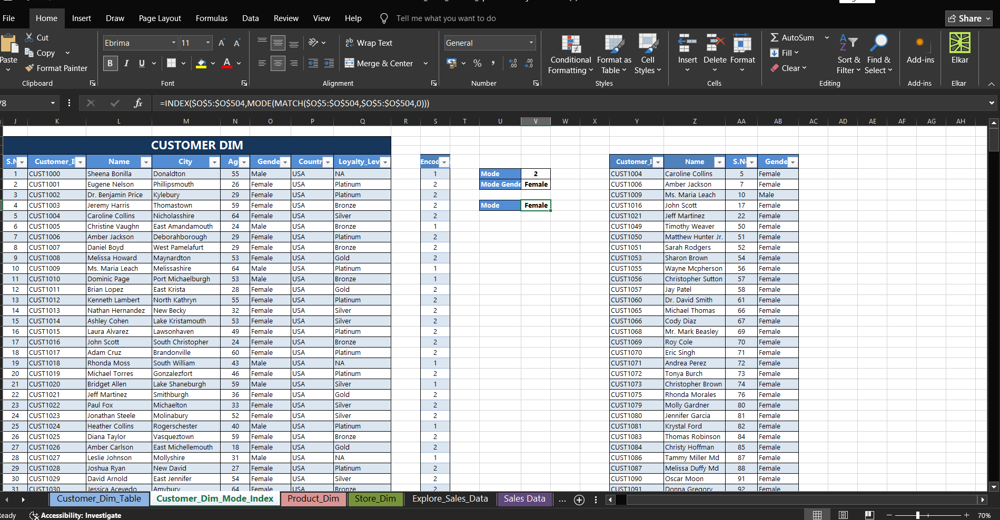 File Home Insert Draw Page Layout Formulas Data Review View Help Tell me what you want to do Share
Paste Cut Copy Format Painter Clipboard
Ebrima 11 B I U Font
Wrap Text Merge & Center Alignment
General % Number
Conditional Formatting Format as Table Cell Styles Styles
Insert Delete Format Cells
AutoSum Fill Clear Sort & Filter Find & Select Editing
Add-ins Add-ins
Elkar Elkar
fx =INDEX($O$5:$O$504,MODE(MATCH($O$5:$O$504,$O$5:$O$504,0)))
J K L M N O P Q R S T U V W X Y Z AA AB AC AD AE AF AG AH
CUSTOMER DIM
Name City Encod Name
1 CUST1000 Sheena Bonilla Donaldton 55 Male USA NA 1 Mode 2 CUST1004 Caroline Collins 5 Female
2 CUST1001 Eugene Nelson Phillipsmouth 26 Female USA Platinum 2 Mode Gende Female CUST1006 Amber Jackson 7 Female
3 CUST1002 Dr. Benjamin Price Kylebury 29 Female USA Platinum 2 CUST1009 Ms. Maria Leach 10 Male
4 CUST1003 Jeremy Harris Thomastown 59 Female USA Bronze 2 Mode Female CUST1016 John Scott 17 Female
5 CUST1004 Caroline Collins Nicholasshire 64 Female USA Silver 2 CUST1021 Jeff Martinez 22 Female
6 CUST1005 Christine Vaughn East Amandamouth 24 Male USA Bronze 1 CUST1049 Timothy Weaver 50 Female
7 CUST1006 Amber Jackson Deborahborough 29 Female USA Platinum 2 CUST1050 Matthew Hunter Jr. 51 Female
8 CUST1007 Daniel Boyd West Pamelafurt 29 Female USA Bronze 2 CUST1051 Sarah Rodgers 52 Female
9 CUST1008 Melissa Howard Maynardton 53 Female USA Gold 2 CUST1053 Sharon Brown 54 Female
10 CUST1009 Ms. Maria Leach Melissashire 64 Male USA Platinum 1 CUST1055 Wayne Mcpherson 56 Female
11 CUST1010 Dominic Page Port Michaelburgh 53 Male USA Bronze 1 CUST1056 Christopher Sutton 57 Female
12 CUST1011 Brian Lopez East Krista 28 Female USA Gold 2 CUST1057 Jay Patel 58 Female
13 CUST1012 Kenneth Lambert North Kathryn 55 Female USA Platinum 2 CUST1060 Dr. David Smith 61 Female
14 CUST1013 Nathan Hernandez New Becky 32 Female USA Silver 2 CUST1065 Michael Thomas 66 Female
15 CUST1014 Ashley Cohen Lake Kristamouth 53 Female USA Silver 2 CUST1066 Cody Diaz 67 Female
16 CUST1015 Laura Alvarez Lawsonhaven 49 Female USA Platinum 2 CUST1068 Mr. Mark Beasley 69 Female
17 CUST1016 John Scott South Christopher 24 Female USA Bronze 2 CUST1069 Roy Cole 70 Female
18 CUST1017 Adam Cruz Brandonville 60 Female USA Platinum 2 CUST1070 Eric Singh 71 Female
19 CUST1018 Rhonda Moss South William 43 Male USA NA 1 CUST1071 Andrea Perez 72 Female
20 CUST1019 Michael Torres Gonzalezfort 46 Female USA Platinum 2 CUST1072 Tonya Burch 73 Female
21 CUST1020 Bridget Allen Lake Shaneburgh 59 Male USA Silver 1 CUST1073 Christopher Brown 74 Female
22 CUST1021 Jeff Martinez Smithburgh 36 Female USA Gold 2 CUST1075 Rhonda Morales 76 Female
23 CUST1022 Paul Fox Michaelton 33 Female USA Silver 2 CUST1079 Molly Gardner 80 Female
24 CUST1023 Jonathan Steele Molinabury 52 Female USA Silver 2 CUST1080 Jennifer Garcia 81 Female
25 CUST1024 Heather Collins Rogerschester 40 Male USA Platinum 1 CUST1081 Krystal Ford 82 Female
26 CUST1025 Diana Taylor Vasqueztown 59 Female USA Bronze 2 CUST1083 Thomas Robinson 84 Female
27 CUST1026 Amber Carlson East Michellemouth 18 Female USA Gold 2 CUST1084 Christy Hoffman 85 Female
28 CUST1027 Leslie Johnson Mollyshire 31 Male USA NA 1 CUST1086 Tammy Miller Md 87 Female
29 CUST1028 Joshua Ryan New David 27 Female USA Platinum 2 CUST1087 Melissa Duffy Md 88 Female
30 CUST1029 David Arnold East Jennifer 54 Female USA Silver 2 CUST1090 Oscar Moon 91 Female
31 CUST1030 Jessica Acevedo Amybury 64 Female USA Bronze 2 CUST1091 Donna Gregory 92 Female
Customer_Dim_Table Customer_Dim_Mode_Index Product_Dim Store_Dim Explore_Sales_Data Sales Data ...
Accessibility: Investigate 70%